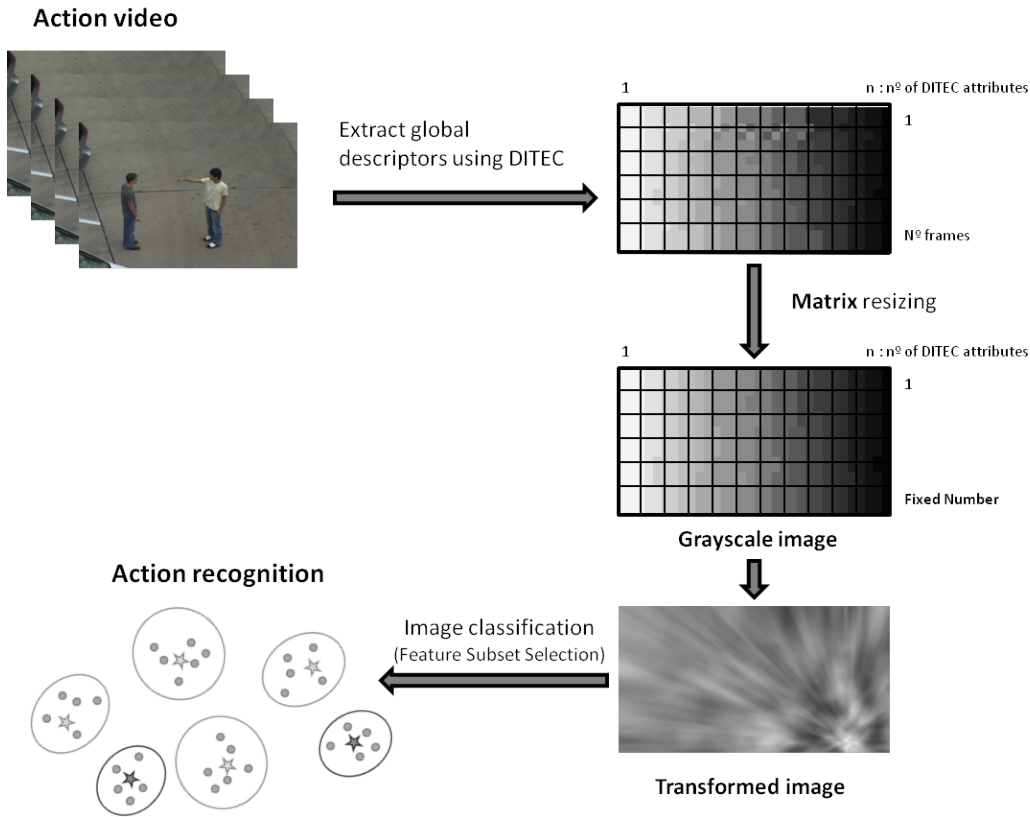 Action video
Extract global
descriptors using DITEC
1
n : nº of DITEC attributes
1
Nº frames
Matrix resizing
1
n : nº of DITEC attributes
1
Fixed Number
Grayscale image
Action recognition
Image classification
(Feature Subset Selection)
Transformed image